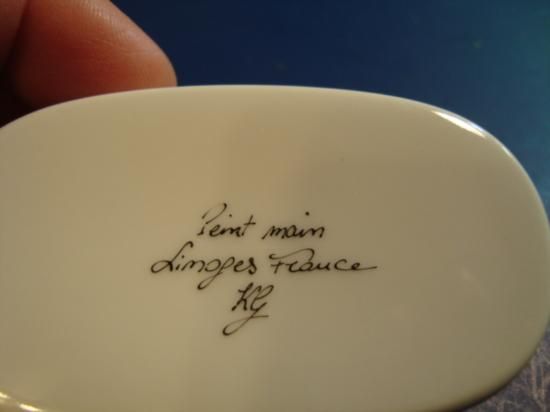 Peint main
Limoges France
KG